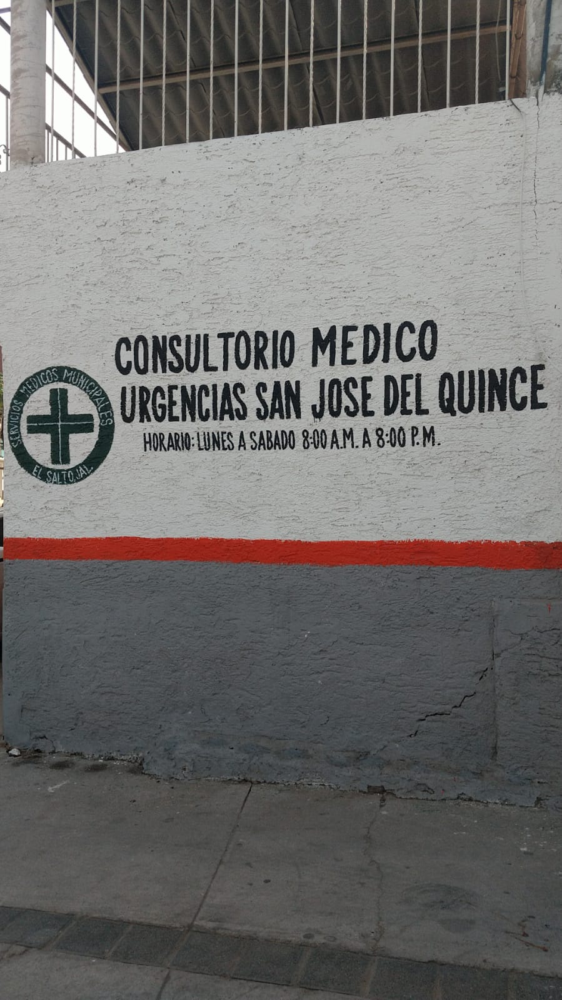 CONSULTORIO MEDICO
URGENCIAS SAN JOSE DEL QUINCE
HORARIO: LUNES A SABADO 8:00 A.M. A 8:00 P.M.
SERVICIOS MEDICOS MUNICIPALES
EL SALTO, JAL.